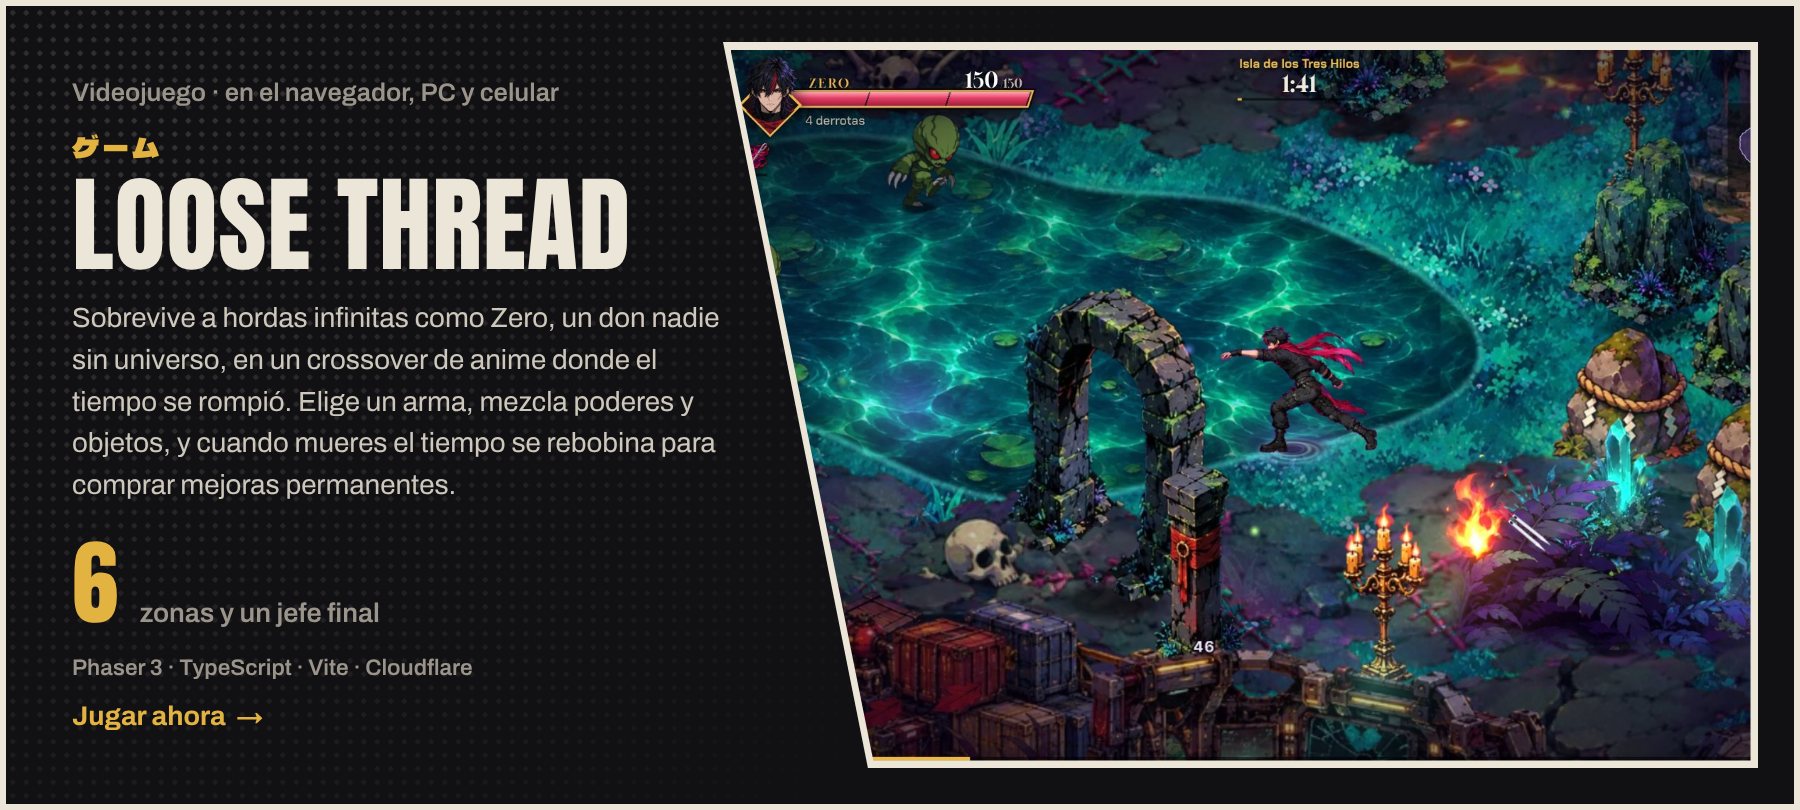 Videojuego · en el navegador, PC y celular
ゲーム
LOOSE THREAD
Sobrevive a hordas infinitas como Zero, un don nadie
sin universo, en un crossover de anime donde el
tiempo se rompió. Elige un arma, mezcla poderes y
objetos, y cuando mueres el tiempo se rebobina para
comprar mejoras permanentes.
6 zonas y un jefe final
Phaser 3 · TypeScript · Vite · Cloudflare
Jugar ahora →
ZERO 150/150
4 derrotas
Isla de los Tres Hilos
1:41
46